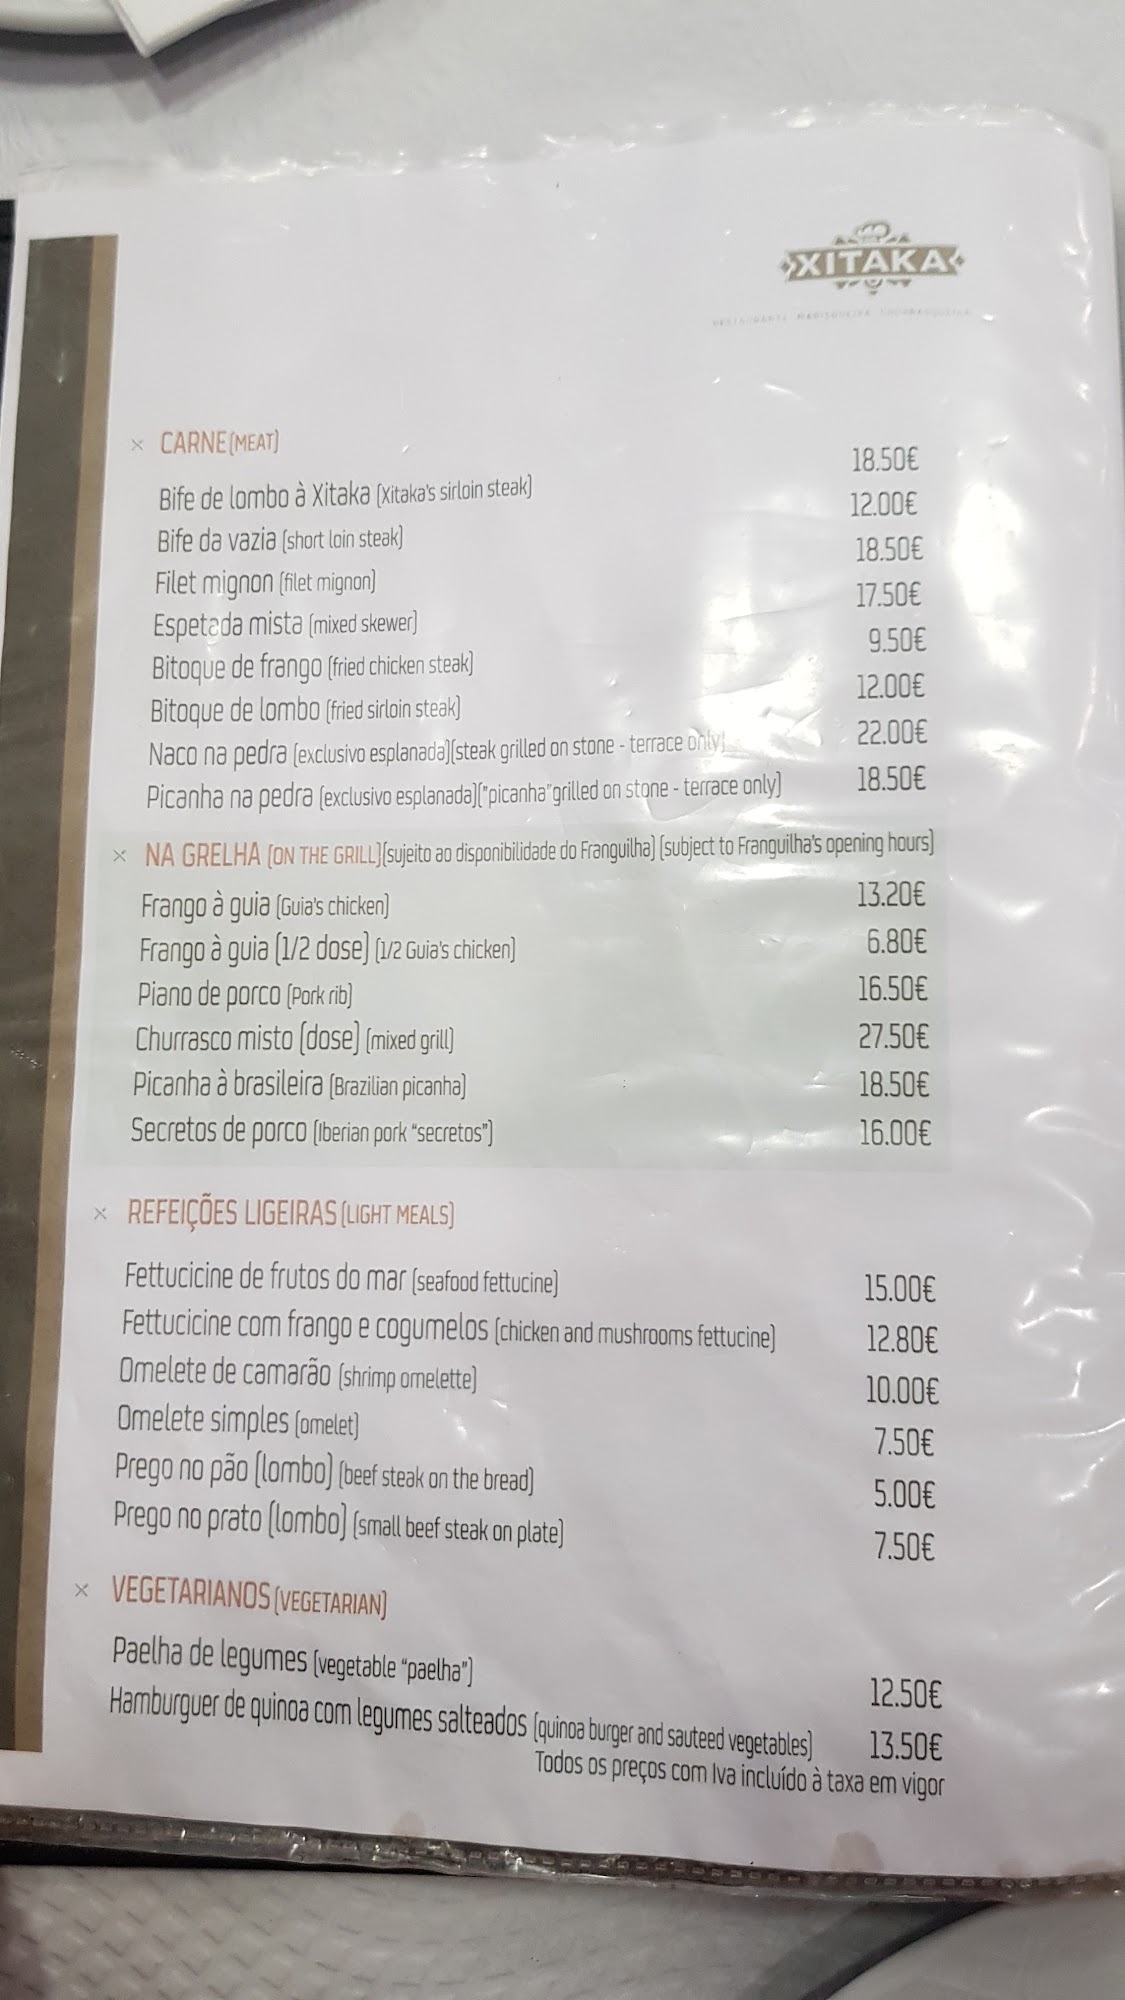 XITAKA
RESTAURANTE MARISQUEIRA CHURRASQUEIRA
× CARNE (MEAT)
Bife de lombo à Xitaka (Xitaka's sirloin steak) 18.50€
Bife da vazia (short loin steak) 12.00€
Filet mignon (filet mignon) 18.50€
Espetada mista (mixed skewer) 17.50€
Bitoque de frango (fried chicken steak) 9.50€
Bitoque de lombo (fried sirloin steak) 12.00€
Naco na pedra (exclusivo esplanada)(steak grilled on stone - terrace only) 22.00€
Picanha na pedra (exclusivo esplanada)("picanha"grilled on stone - terrace only) 18.50€
× NA GRELHA (ON THE GRILL)(sujeito ao disponibilidade do Franguilha) (subject to Franguilha's opening hours)
Frango à guia (Guia's chicken) 13.20€
Frango à guia (1/2 dose) (1/2 Guia's chicken) 6.80€
Piano de porco (Pork rib) 16.50€
Churrasco misto (dose) (mixed grill) 27.50€
Picanha à brasileira (Brazilian picanha) 18.50€
Secretos de porco (Iberian pork "secretos") 16.00€
× REFEIÇÕES LIGEIRAS (LIGHT MEALS)
Fettucicine de frutos do mar (seafood fettucine) 15.00€
Fettucicine com frango e cogumelos (chicken and mushrooms fettucine) 12.80€
Omelete de camarão (shrimp omelette) 10.00€
Omelete simples (omelet) 7.50€
Prego no pão (lombo) (beef steak on the bread) 5.00€
Prego no prato (lombo) (small beef steak on plate) 7.50€
× VEGETARIANOS (VEGETARIAN)
Paelha de legumes (vegetable "paelha") 12.50€
Hamburguer de quinoa com legumes salteados (quinoa burger and sauteed vegetables) 13.50€
Todos os preços com Iva incluído à taxa em vigor